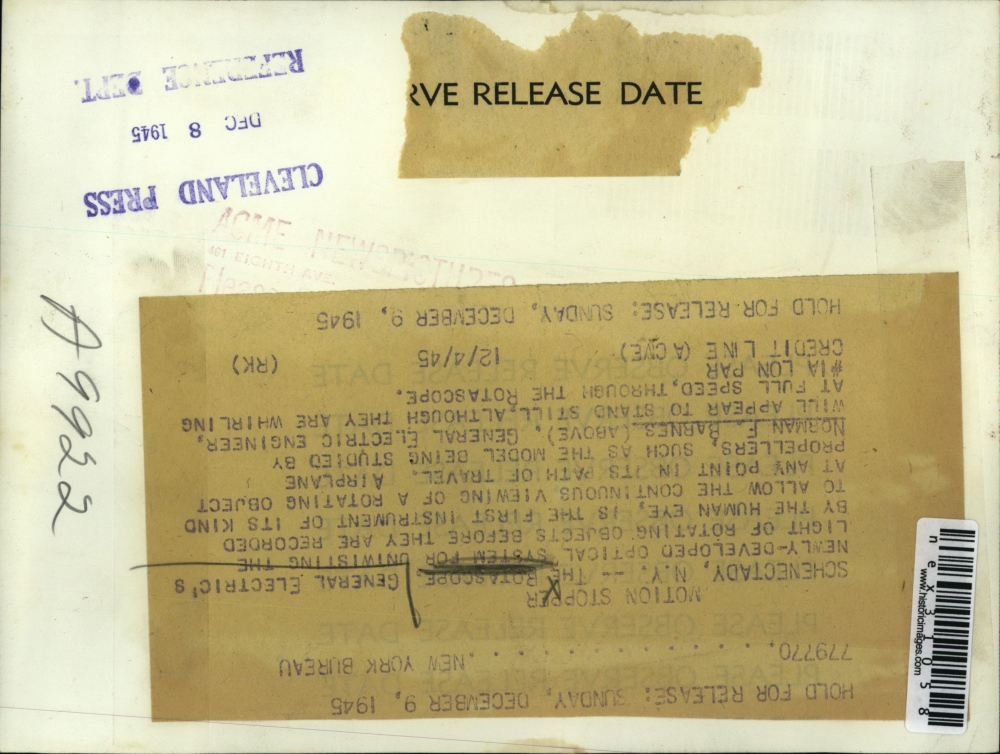 RVE RELEASE DATE
REFERENCE DEPT.
DEC 8 1945
CLEVELAND PRESS
ACME NEWSPICTURES
461 EIGHTH AVE
A9922
HOLD FOR RELEASE: SUNDAY, DECEMBER 9, 1945
779770. . . . . . . . . . . . .NEW YORK BUREAU
MOTION STOPPER
SCHENECTADY, N.Y. -- THE ROTASCOPE, GENERAL ELECTRIC'S
NEWLY-DEVELOPED OPTICAL SYSTEM FOR UNTWISTING THE
LIGHT OF ROTATING OBJECTS BEFORE THEY ARE RECORDED
BY THE HUMAN EYE, IS THE FIRST INSTRUMENT OF ITS KIND
TO ALLOW THE CONTINUOUS VIEWING OF A ROTATING OBJECT
AT ANY POINT IN ITS PATH OF TRAVEL. AIRPLANE
PROPELLERS, SUCH AS THE MODEL BEING STUDIED BY
NORMAN F. BARNES (ABOVE), GENERAL ELECTRIC ENGINEER,
WILL APPEAR TO STAND STILL, ALTHOUGH THEY ARE WHIRLING
AT FULL SPEED, THROUGH THE ROTASCOPE.
#1A LON PAR
CREDIT LINE (ACME) 12/4/45 (RK)
HOLD FOR RELEASE: SUNDAY, DECEMBER 9, 1945
PLEASE OBSERVE RELEASE DATE
www.historicimages.com
nex31058